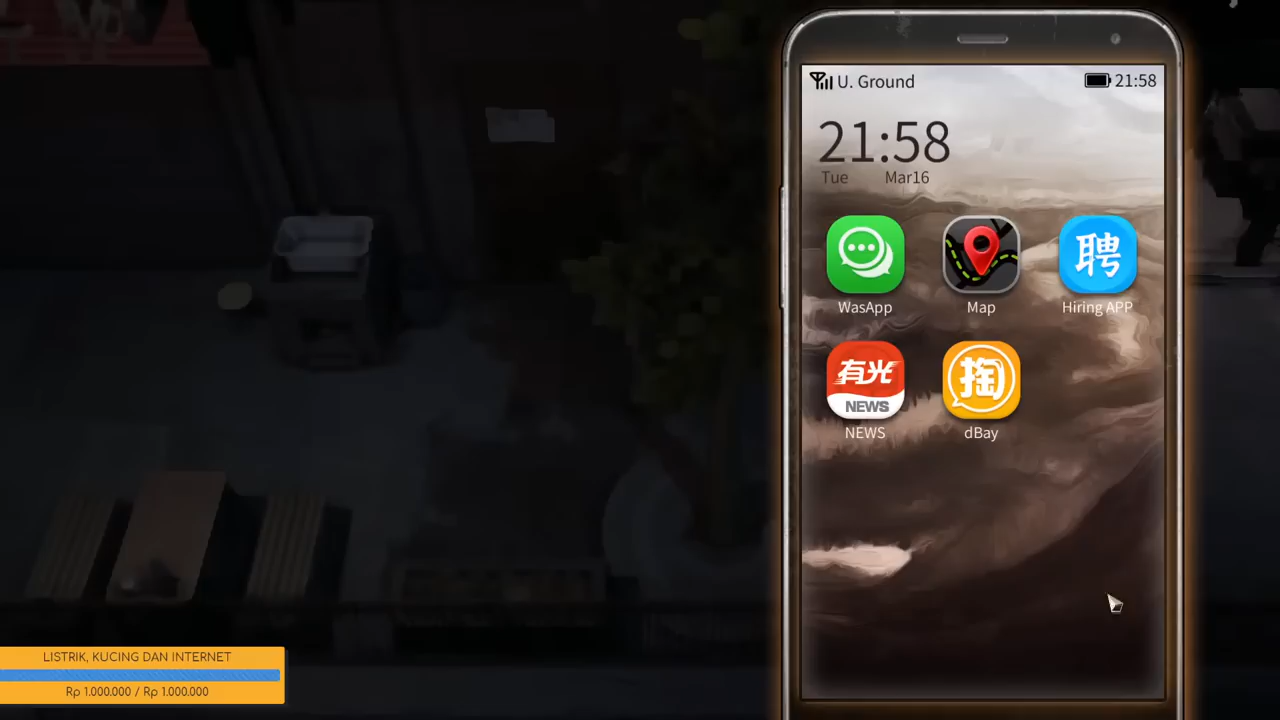 U. Ground
21:58
21:58
Tue Mar16
聘
WasApp
Map
Hiring APP
有光
NEWS
掏
NEWS
dBay
LISTRIK, KUCING DAN INTERNET
Rp 1.000.000 / Rp 1.000.000